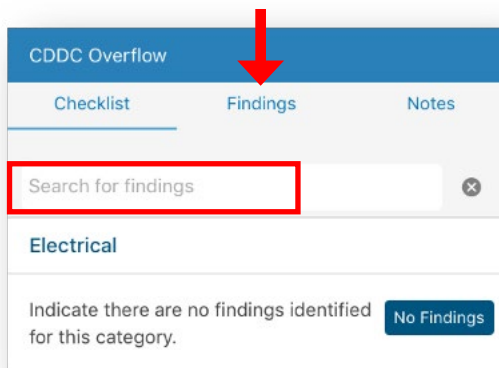 CDDC Overflow
Checklist Findings Notes
Search for findings
Electrical
Indicate there are no findings identified No Findings
for this category.